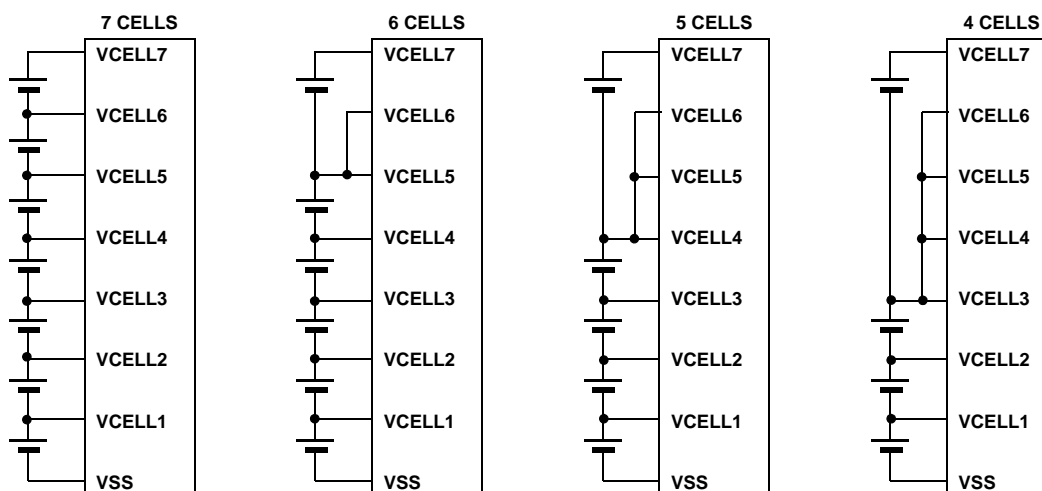 7 CELLS
VCELL7
VCELL6
VCELL5
VCELL4
VCELL3
VCELL2
VCELL1
VSS
6 CELLS
VCELL7
VCELL6
VCELL5
VCELL4
VCELL3
VCELL2
VCELL1
VSS
5 CELLS
VCELL7
VCELL6
VCELL5
VCELL4
VCELL3
VCELL2
VCELL1
VSS
4 CELLS
VCELL7
VCELL6
VCELL5
VCELL4
VCELL3
VCELL2
VCELL1
VSS